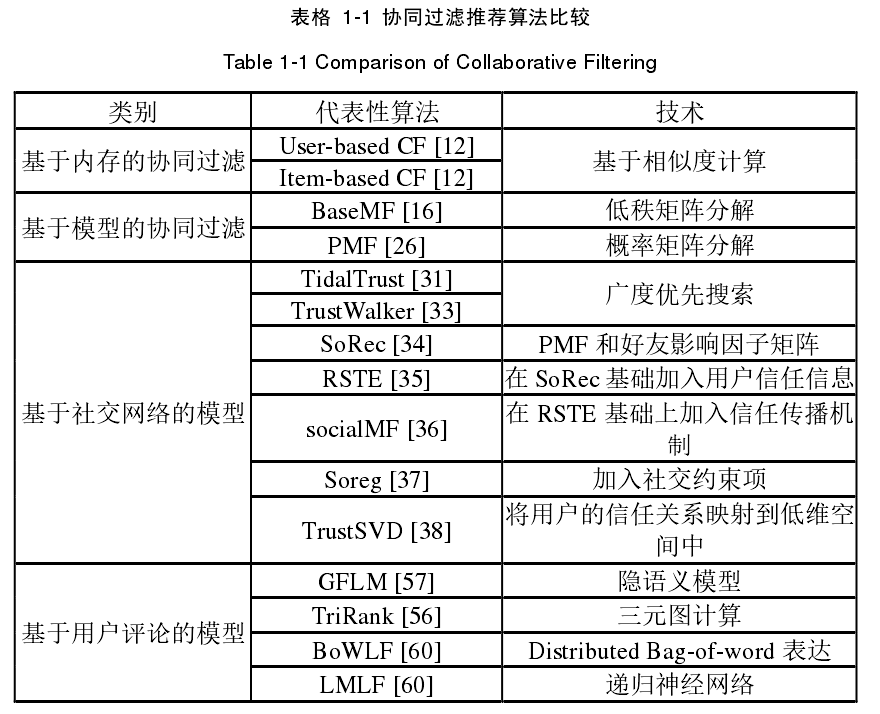 表格 1-1 协同过滤推荐算法比较
Table 1-1 Comparison of Collaborative Filtering
类别 代表性算法 技术
基于内存的协同过滤 User-based CF [12] 基于相似度计算
Item-based CF [12]
基于模型的协同过滤 BaseMF [16] 低秩矩阵分解
PMF [26] 概率矩阵分解
基于社交网络的模型 TidalTrust [31] 广度优先搜索
TrustWalker [33]
SoRec [34] PMF 和好友影响因子矩阵
RSTE [35] 在 SoRec 基础加入用户信任信息
socialMF [36] 在 RSTE 基础上加入信任传播机
制
Soreg [37] 加入社交约束项
TrustSVD [38] 将用户的信任关系映射到低维空
间中
基于用户评论的模型 GFLM [57] 隐语义模型
TriRank [56] 三元图计算
BoWLF [60] Distributed Bag-of-word 表达
LMLF [60] 递归神经网络